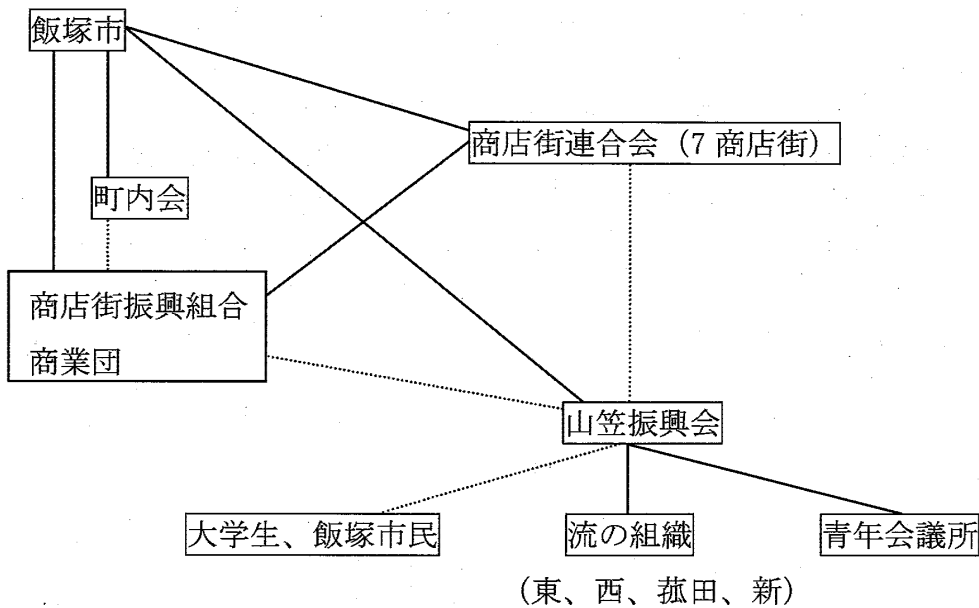 飯塚市
商店街連合会（7 商店街）
町内会
商店街振興組合
商業団
山笠振興会
大学生、飯塚市民
流の組織
青年会議所
（東、西、菰田、新）